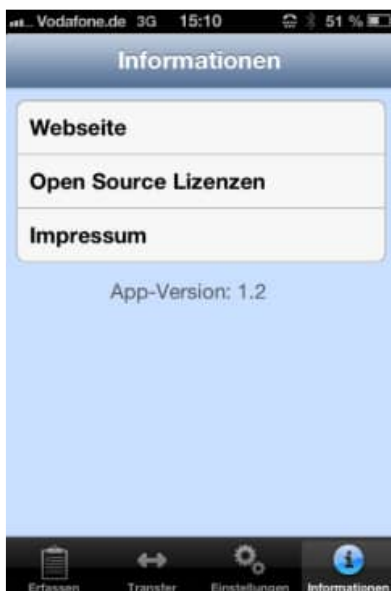 Vodafone.de 3G 15:10 51 %
Informationen
Webseite
Open Source Lizenzen
Impressum
App-Version: 1.2
Erfassen Transfer Einstellungen Informationen